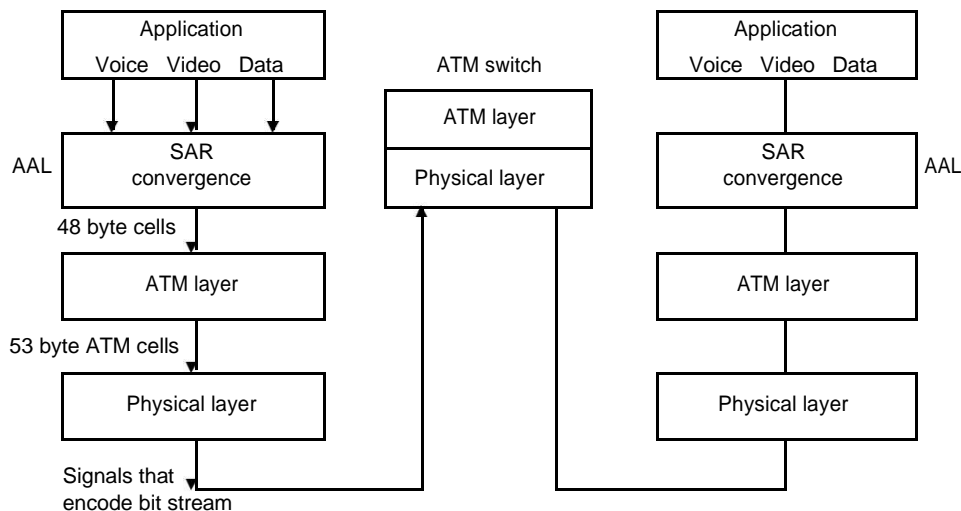 Application
Voice Video Data
AAL
SAR
convergence
48 byte cells
ATM layer
53 byte ATM cells
Physical layer
Signals that
encode bit stream
ATM switch
ATM layer
Physical layer
Application
Voice Video Data
SAR
convergence
AAL
ATM layer
Physical layer